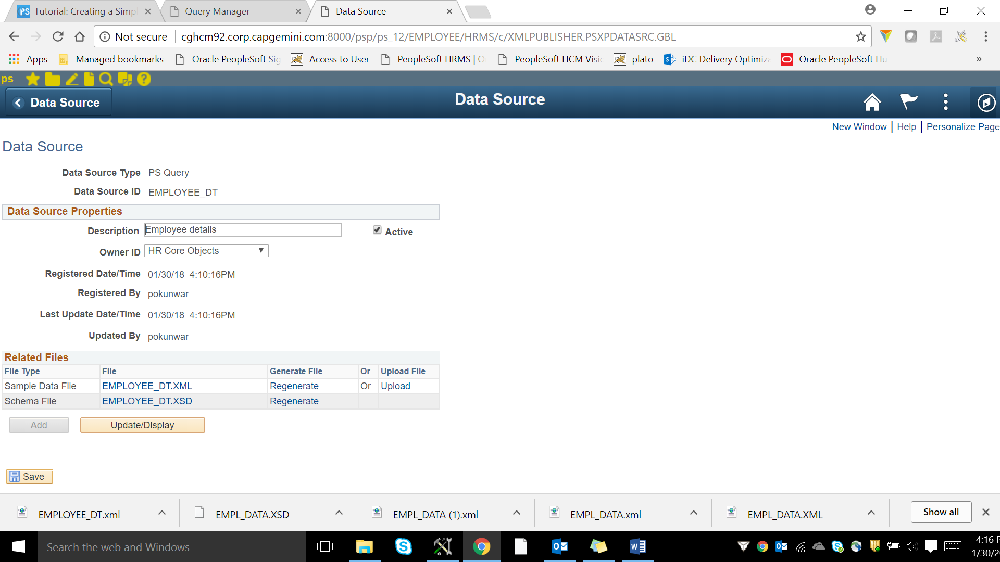 Tutorial: Creating a Simp
Query Manager
Data Source
Not secure
cghcm92.corp.capgemini.com:8000/psp/ps_12/EMPLOYEE/HRMS/c/XMLPUBLISHER.PSXPDATASRC.GBL
Apps
Managed bookmarks
Oracle PeopleSoft Sig
Access to User
PeopleSoft HRMS | O
PeopleSoft HCM Visi
plato
iDC Delivery Optimiz
Oracle PeopleSoft Hu
»
ps
Data Source
Data Source
New Window | Help | Personalize Page
Data Source
Data Source Type PS Query
Data Source ID EMPLOYEE_DT
Data Source Properties
Description Employee details
Active
Owner ID HR Core Objects
Registered Date/Time 01/30/18 4:10:16PM
Registered By pokunwar
Last Update Date/Time 01/30/18 4:10:16PM
Updated By pokunwar
Related Files
File Type File Generate File Or Upload File
Sample Data File EMPLOYEE_DT.XML Regenerate Or Upload
Schema File EMPLOYEE_DT.XSD Regenerate
Add Update/Display
Save
EMPLOYEE_DT.xml
EMPL_DATA.XSD
EMPL_DATA (1).xml
EMPL_DATA.xml
EMPL_DATA.XML
Show all
Search the web and Windows
4:16 P
1/30/2